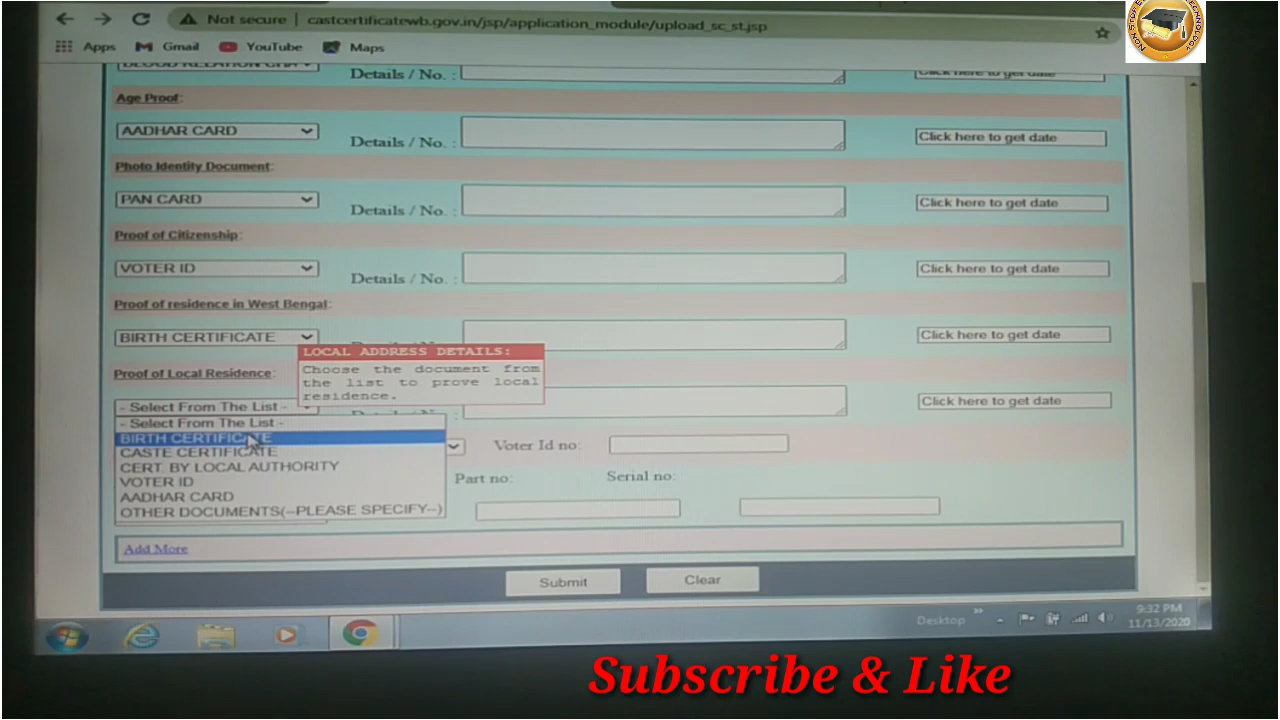 Not secure | castcertificatewb.gov.in/jsp/application_module/upload_sc_st.jsp
Apps Gmail YouTube Maps
Details / No. :
Age Proof:
AADHAR CARD Details / No. : Click here to get date
Photo Identity Document:
PAN CARD Details / No. : Click here to get date
Proof of Citizenship:
VOTER ID Details / No. : Click here to get date
Proof of residence in West Bengal:
BIRTH CERTIFICATE Click here to get date
LOCAL ADDRESS DETAILS:
Choose the document from
the list to prove local
residence.
Proof of Local Residence:
- Select From The List - Click here to get date
- Select From The List -
BIRTH CERTIFICATE
CASTE CERTIFICATE
CERT. BY LOCAL AUTHORITY
VOTER ID
AADHAR CARD
OTHER DOCUMENTS(--PLEASE SPECIFY--)
Voter Id no:
Part no: Serial no:
Add More
Submit Clear
Desktop
9:32 PM
11/13/2020
Subscribe & Like